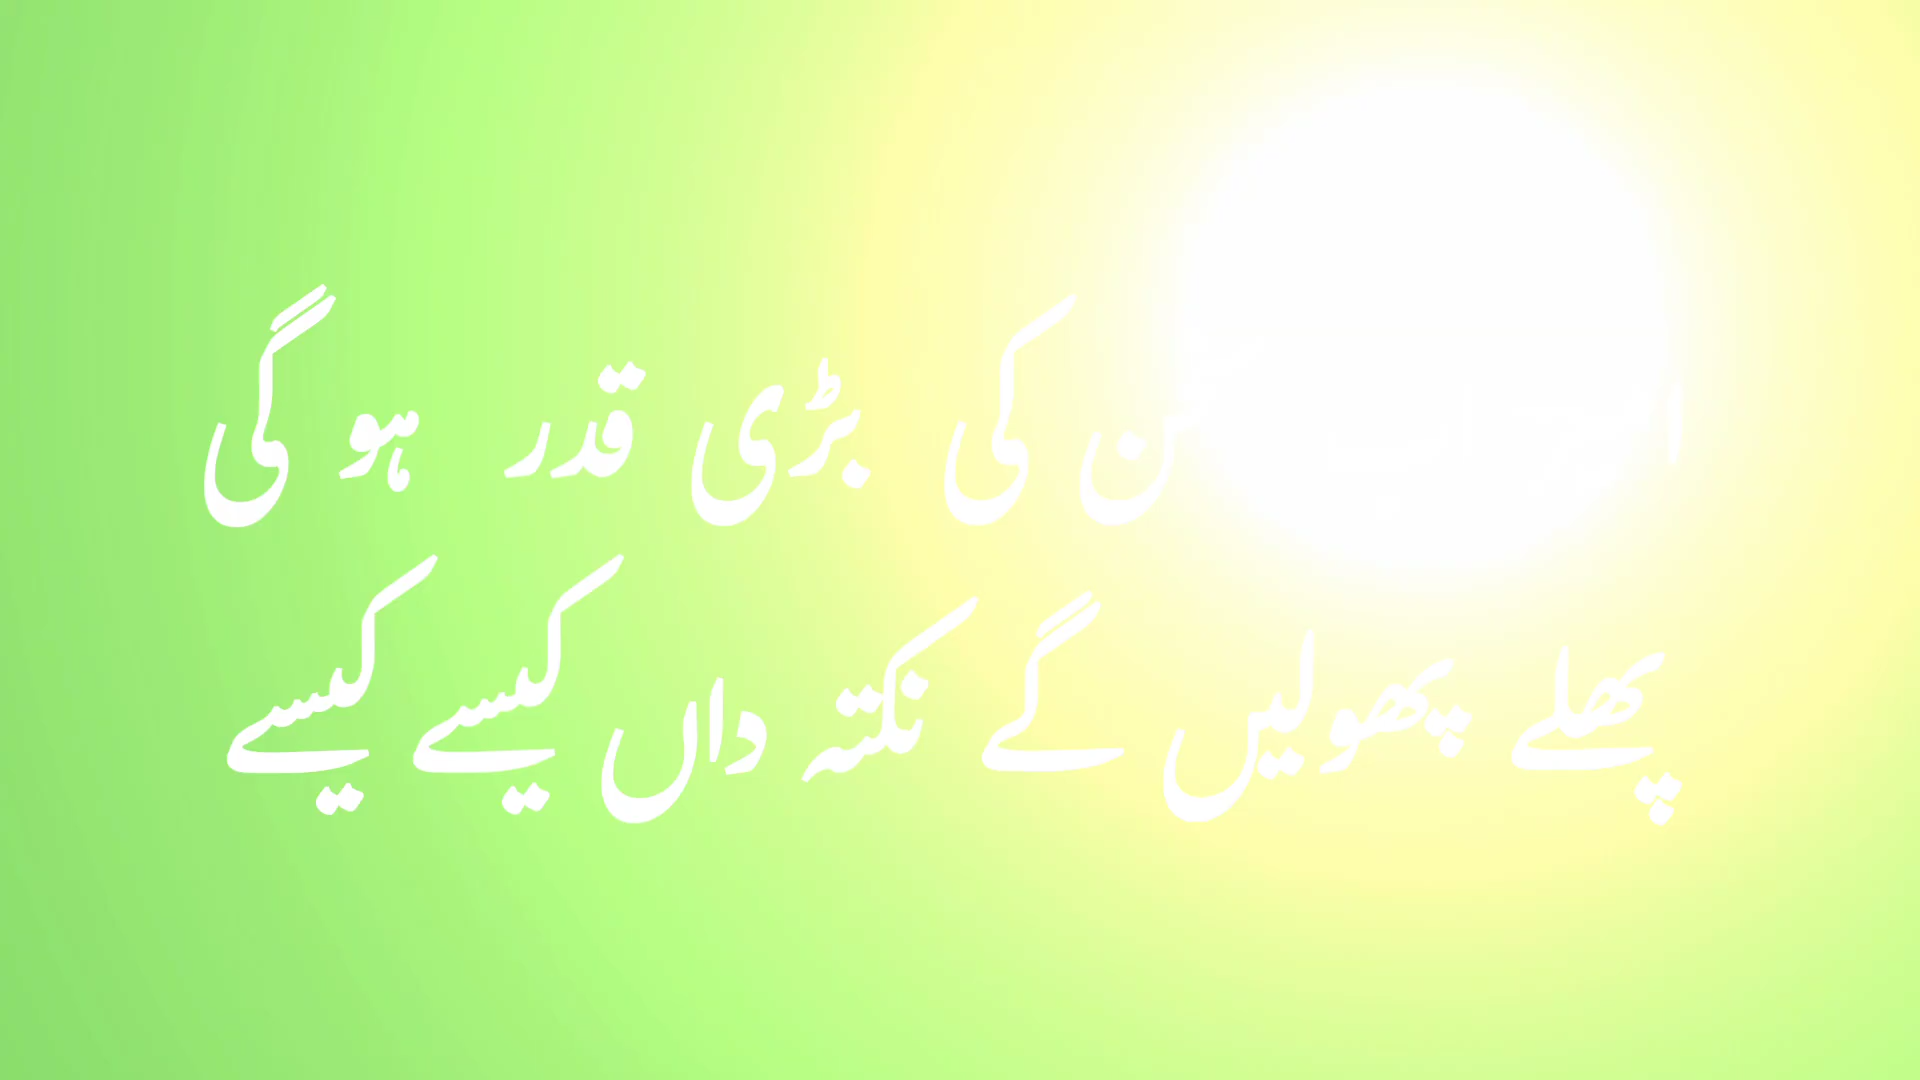 کی بڑی قدر ہو گی
پھلے پھولیں گے نکتہ داں کیسے کیسے